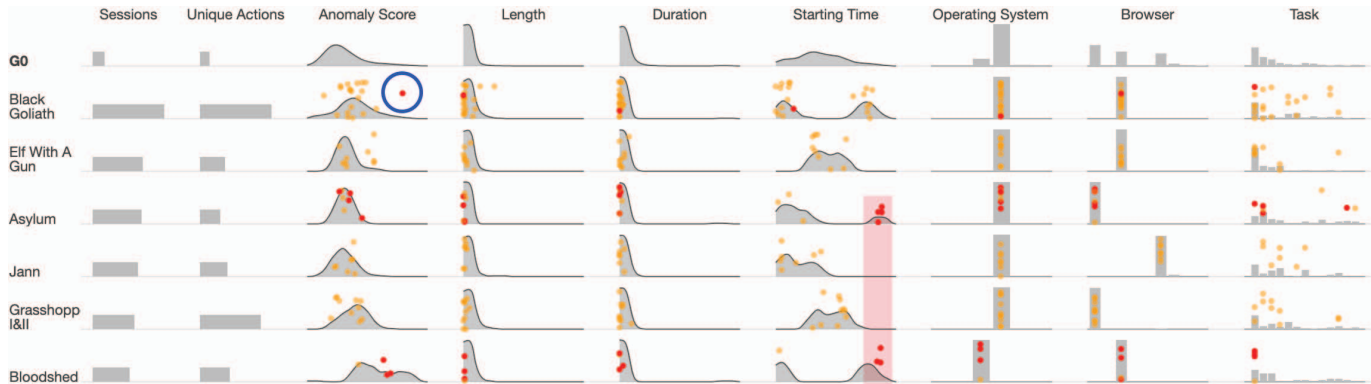 Sessions Unique Actions Anomaly Score Length Duration Starting Time Operating System Browser Task
G0
Black
Goliath
Elf With A
Gun
Asylum
Jann
Grasshopp
I&II
Bloodshed